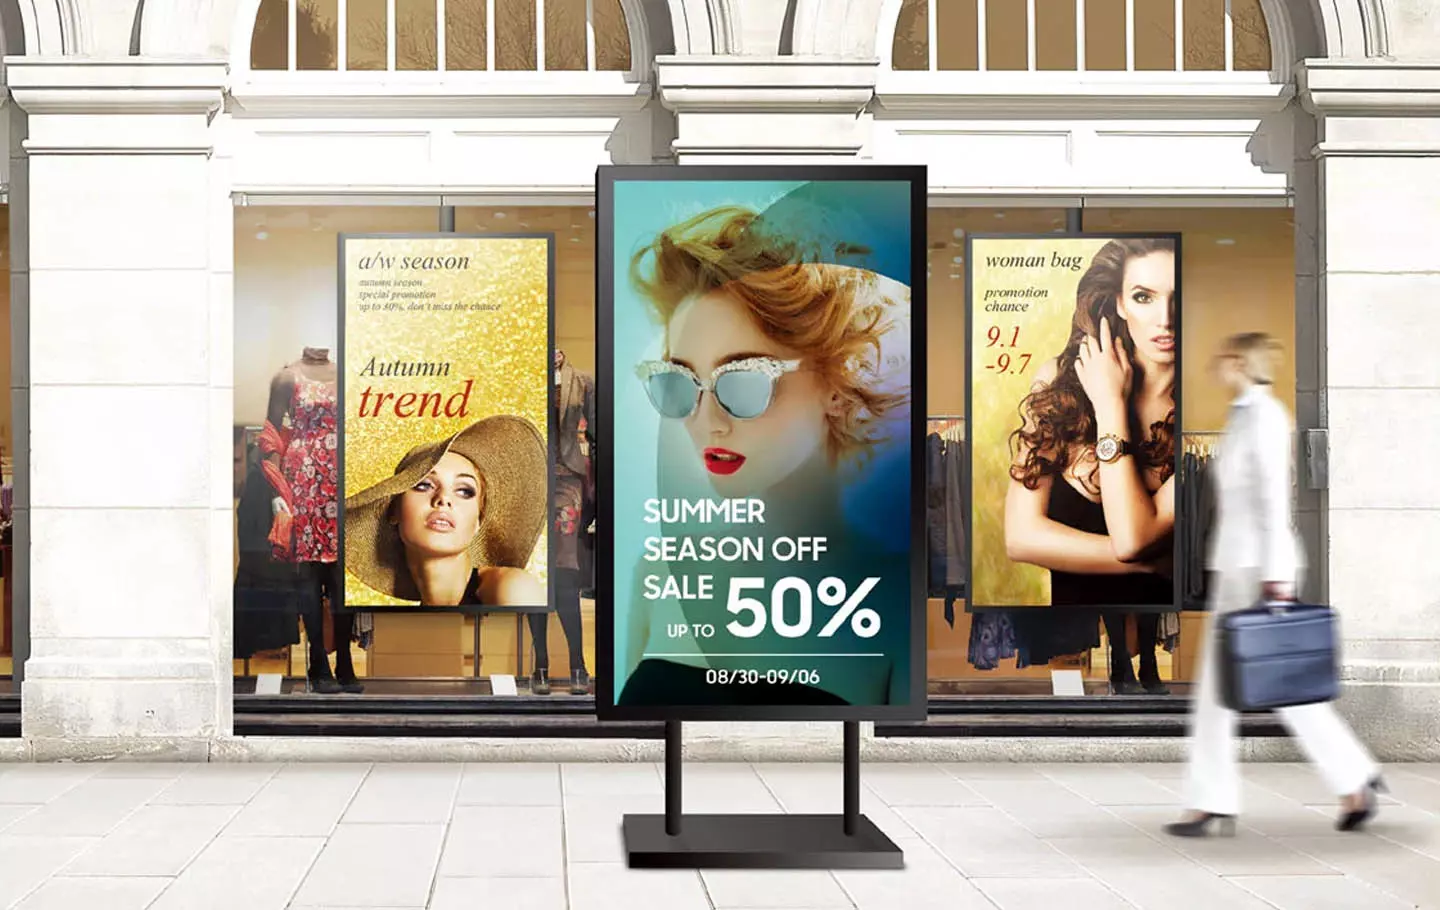 a/w season
autumn season
special promotion
up to 80%, don't miss the chance
Autumn
trend
SUMMER
SEASON OFF
SALE
UP TO 50%
08/30-09/06
woman bag
promotion
chance
9.1
-9.7